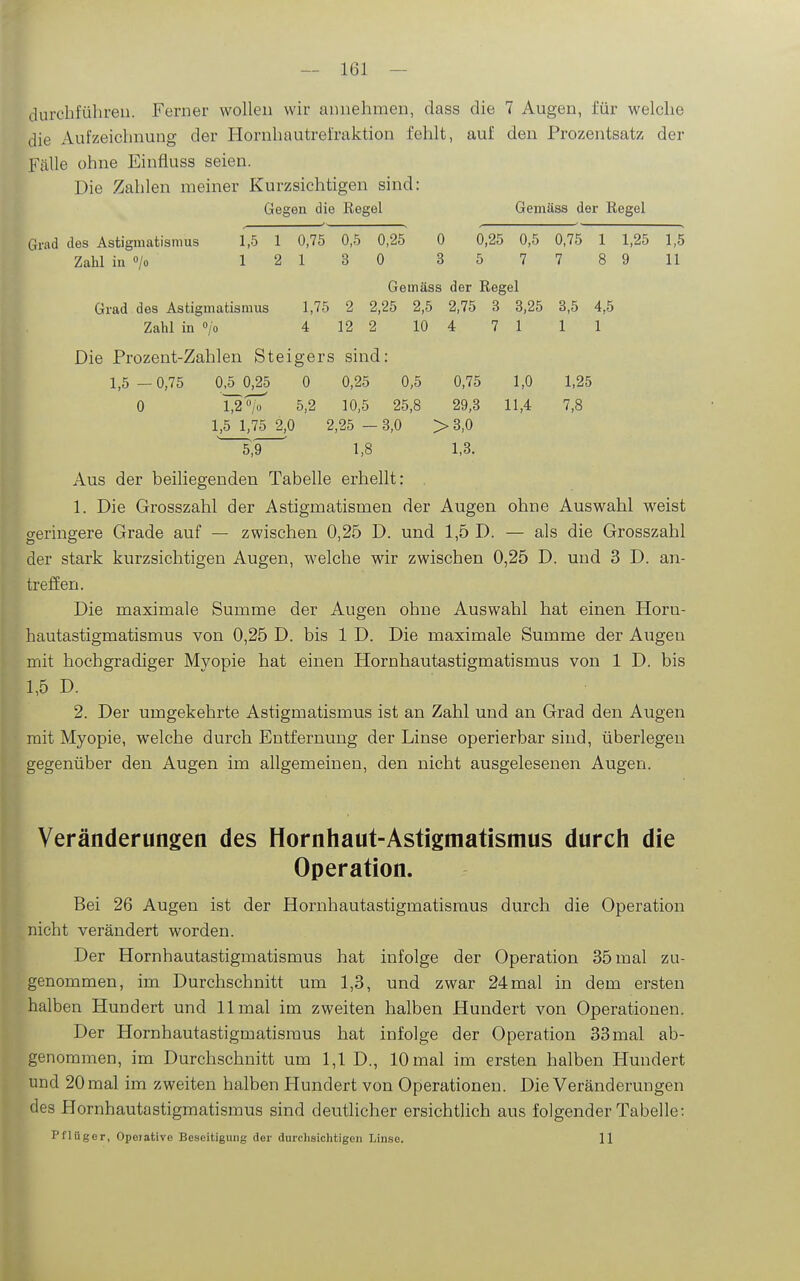 — 161 —
durchführen. Ferner wollen wir annehmen, dass die 7 Augen, für welche
die Aufzeichnung der Hornhautrefraktion fehlt, auf den Prozentsatz der
Fälle ohne Einfluss seien.
Die Zahlen meiner Kurzsichtigen sind:
Gegen die Regel Gemäss der Regel
Grad des Astigmatismus 1,5 1 0,75 0,5 0,25 0 0,25 0,5 0,75 1 1,25 1,5
Zahl in % 1 2 1 3 0 3 5 7 7 8 9 11
Gemäss der Regel
Grad des Astigmatismus 1,75 2 2,25 2,5 2,75 3 3,25 3,5 4,5
Zahl in % 4 12 2 10 4 7 1 1 1
Die Prozent-Zahlen Steigers sind:
1,5 — 0,75 0,5 0,25 0 0,25 0,5 0,75 1,0 1,25
0 1,2 % 5,2 10,5 25,8 29,3 11,4 7,8
1,5 1,75 2,0 2,25 — 3,0 > 3,0
5,9 1,8 1,3.
Aus der beiliegenden Tabelle erhellt:
1. Die Grosszahl der Astigmatismen der Augen ohne Auswahl weist
geringere Grade auf — zwischen 0,25 D. und 1,5 D. — als die Grosszahl
der stark kurzsichtigen Augen, welche wir zwischen 0,25 D. und 3 D. an-
treffen.
Die maximale Summe der Augen ohne Auswahl hat einen Horn-
hautastigmatismus von 0,25 D. bis 1 D. Die maximale Summe der Augen
mit hochgradiger Myopie hat einen Hornhautastigmatismus von 1 D. bis
1,5 D.
2. Der umgekehrte Astigmatismus ist an Zahl und an Grad den Augen
mit Myopie, welche durch Entfernung der Linse operierbar sind, überlegen
gegenüber den Augen im allgemeinen, den nicht ausgelesenen Augen.
Veränderungen des Hornhaut-Astigmatismus durch die
Operation.
Bei 26 Augen ist der Hornhautastigmatismus durch die Operation
nicht verändert worden.
Der Hornhautastigmatismus hat infolge der Operation 35 mal zu-
genommen, im Durchschnitt um 1,3, und zwar 24 mal in dem ersten
halben Hundert und 11 mal im zweiten halben Hundert von Operationen.
Der Hornhautastigmatismus hat infolge der Operation 33 mal ab-
genommen, im Durchschnitt um 1,1 D., 10 mal im ersten halben Hundert
und 20 mal im zweiten halben Hundert von Operationen. Die Veränderungen
des Hornhautastigmatismus sind deutlicher ersichtlich aus folgender Tabelle:
Pflüger, Operative Beseitigung der durchsichtigen Linse. 11